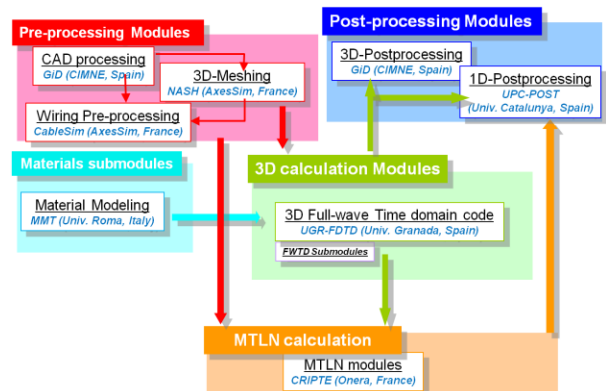 Pre-processing Modules
CAD processing
GiD (CIMNE, Spain)
3D-Meshing
NASH (AxesSim, France)
Wiring Pre-processing
CableSim (AxesSim, France)
Post-processing Modules
3D-Postprocessing
GiD (CIMNE, Spain)
1D-Postprocessing
UPC-POST
(Univ. Catalunya, Spain)
Materials submodules
Material Modeling
MMT (Univ. Roma, Italy)
3D calculation Modules
3D Full-wave Time domain code
UGR-FDTD (Univ. Granada, Spain)
FWTD Submodules
MTLN calculation
MTLN modules
CRIPTE (Onera, France)